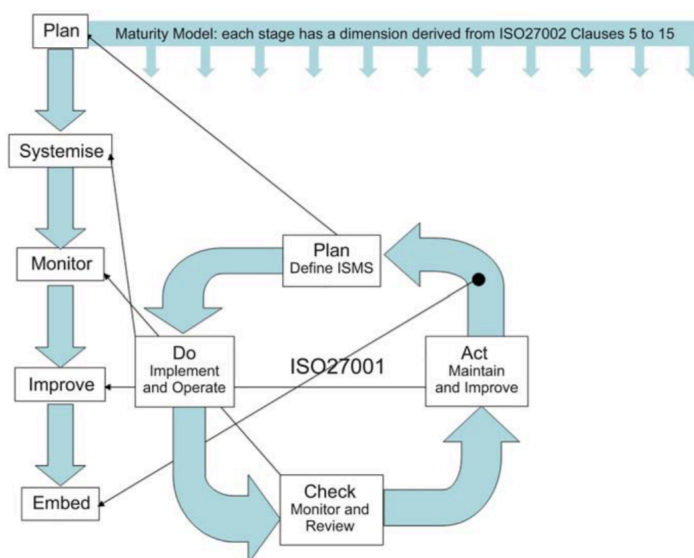 Plan
Maturity Model: each stage has a dimension derived from ISO27002 Clauses 5 to 15
Systemise
Monitor
Improve
Embed
Plan
Define ISMS
Do
Implement
and Operate
ISO27001
Act
Maintain
and Improve
Check
Monitor and
Review